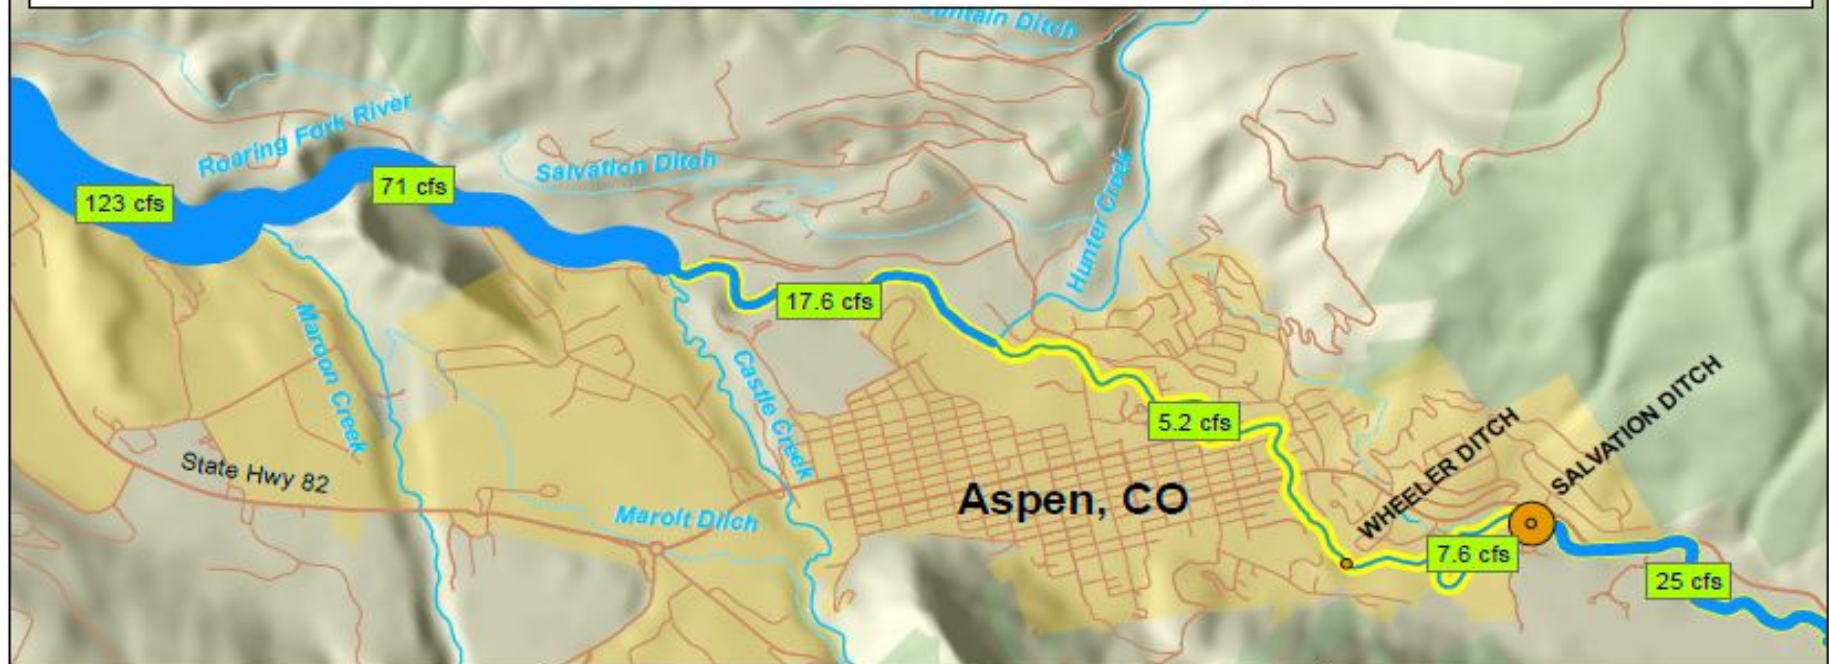 Mountain Ditch
Roaring Fork River
Salvation Ditch
Hunter Creek
71 cfs
123 cfs
17.6 cfs
Maroon Creek
Castle Creek
5.2 cfs
WHEELER DITCH
SALVATION DITCH
State Hwy 82
Marolt Ditch
Aspen, CO
7.6 cfs
25 cfs